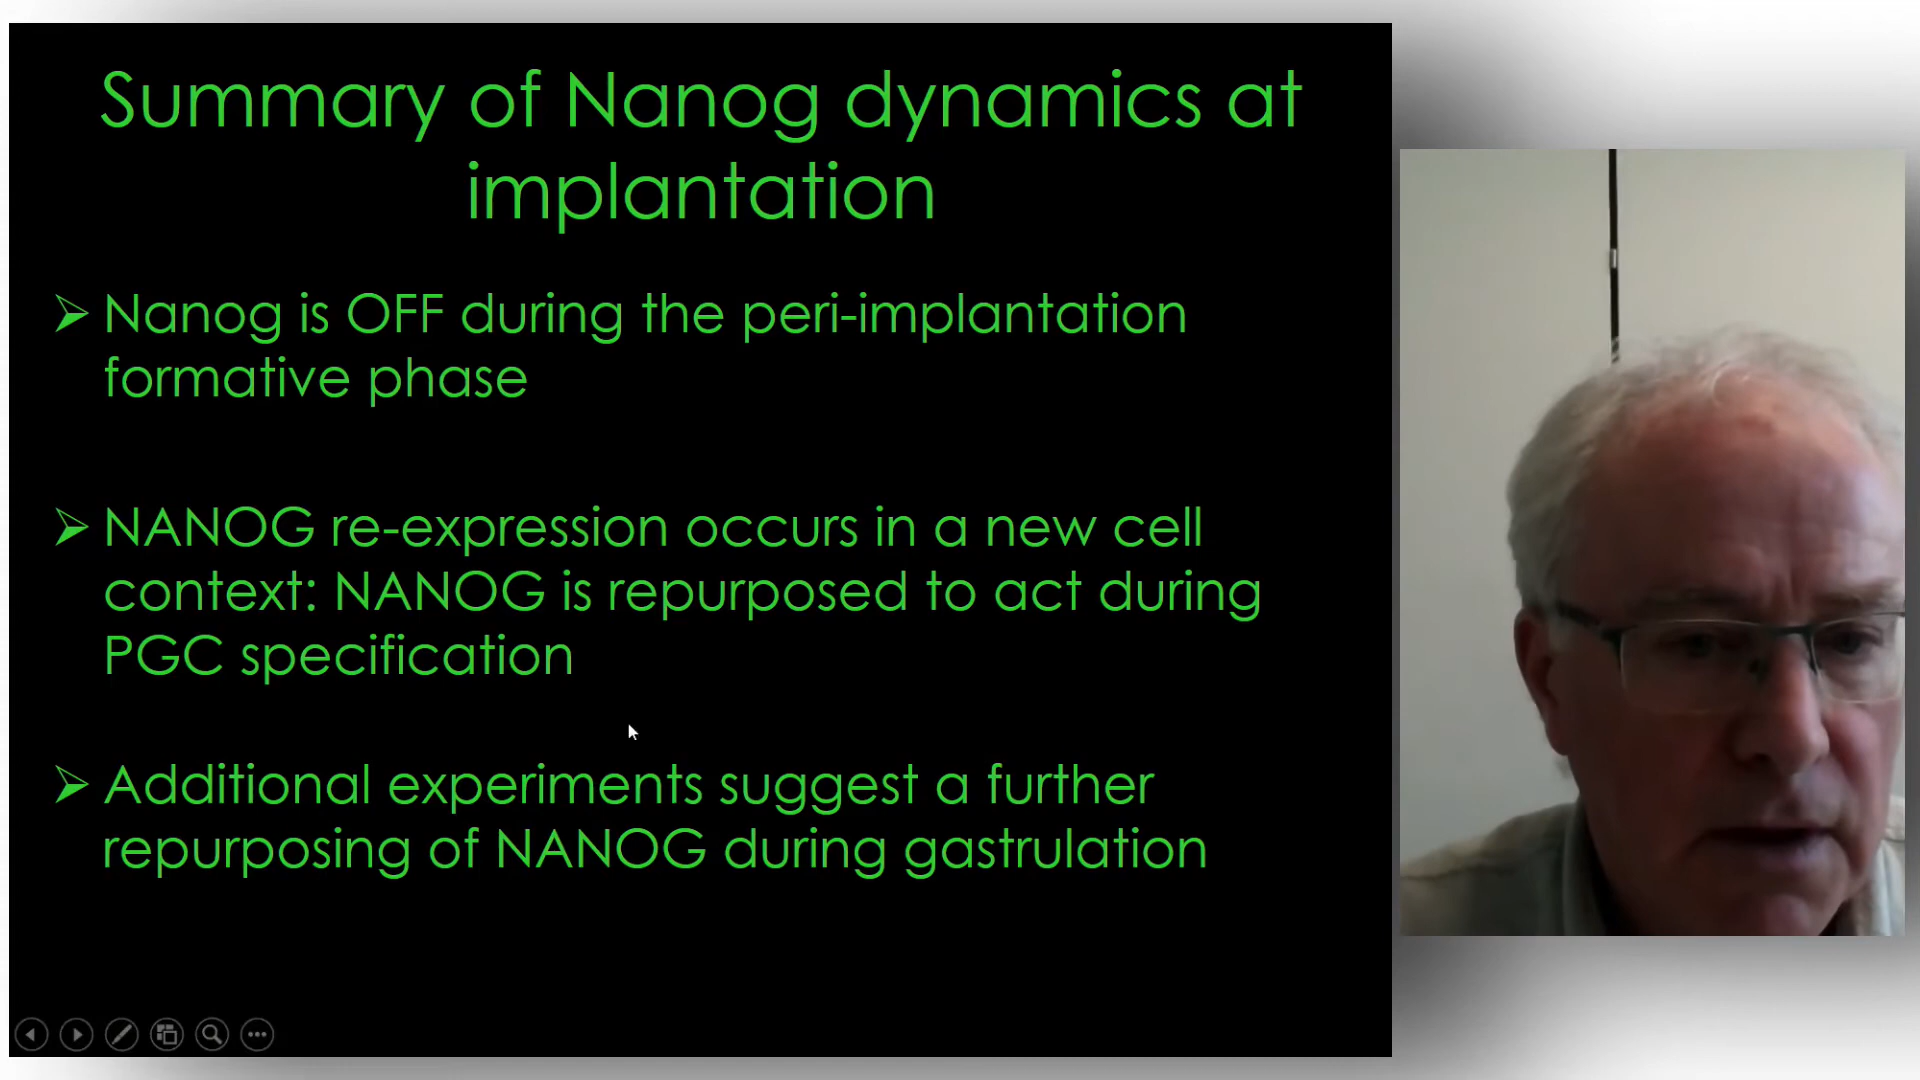 Summary of Nanog dynamics at
implantation
Nanog is OFF during the peri-implantation
formative phase
NANOG re-expression occurs in a new cell
context: NANOG is repurposed to act during
PGC specification
Additional experiments suggest a further
repurposing of NANOG during gastrulation